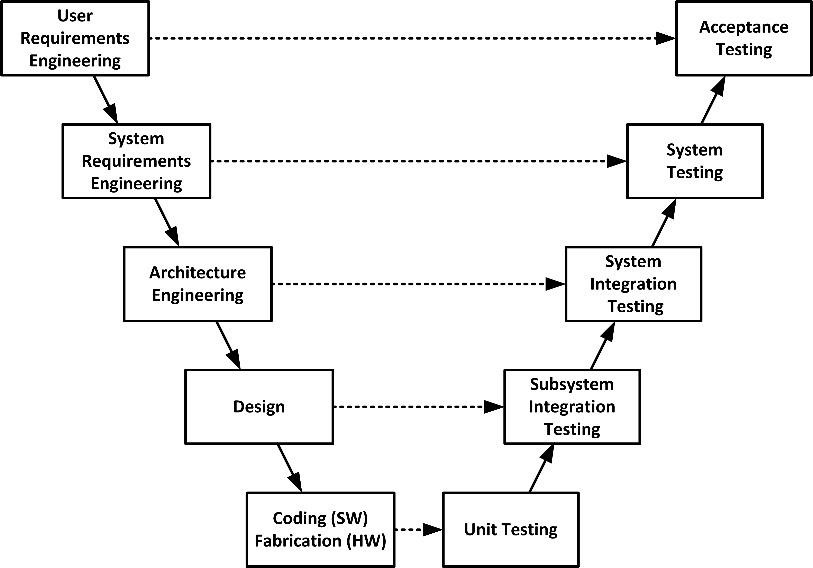 User
Requirements
Engineering
Acceptance
Testing
System
Requirements
Engineering
System
Testing
Architecture
Engineering
System
Integration
Testing
Design
Subsystem
Integration
Testing
Coding (SW)
Fabrication (HW)
Unit Testing